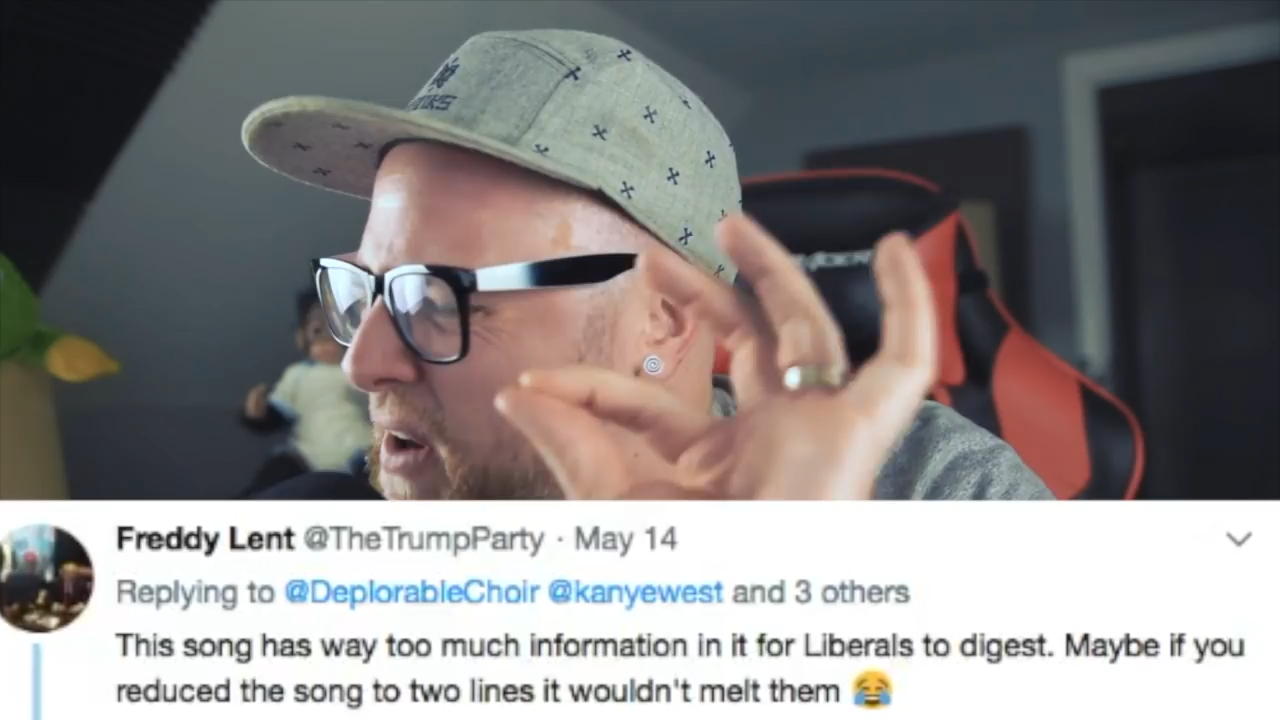 Freddy Lent @TheTrumpParty · May 14
Replying to @DeplorableChoir @kanyewest and 3 others
This song has way too much information in it for Liberals to digest. Maybe if you
reduced the song to two lines it wouldn't melt them 😂